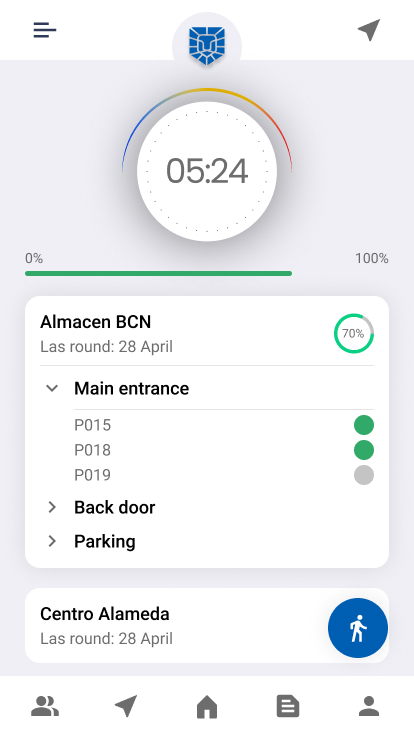 05:24
0% 100%
Almacen BCN
Las round: 28 April
70%
Main entrance
P015
P018
P019
Back door
Parking
Centro Alameda
Las round: 28 April